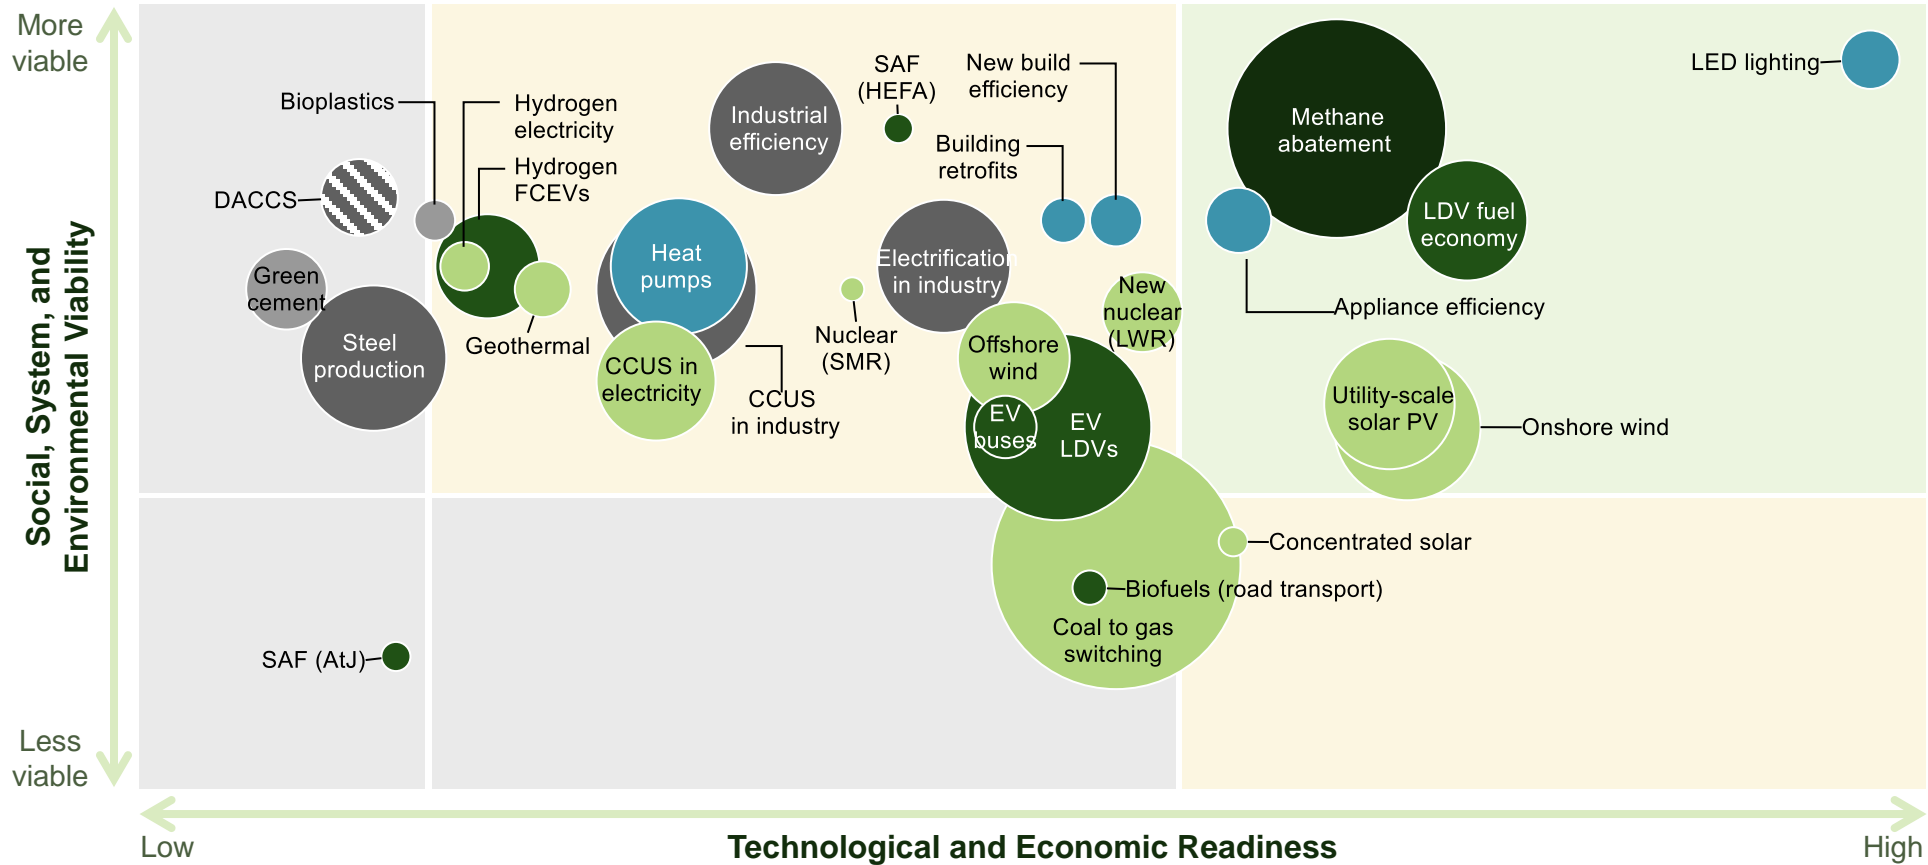 More
viable
Social, System, and
Environmental Viability
Less
viable
Bioplastics
Hydrogen
electricity
Hydrogen
FCEVs
DACCS
Green
cement
Steel
production
Geothermal
Industrial
efficiency
Heat
pumps
CCUS in
electricity
CCUS
in industry
SAF
(HEFA)
New build
efficiency
Building
retrofits
Electrification
in industry
Nuclear
(SMR)
New
nuclear
(LWR)
Offshore
wind
EV
buses
EV
LDVs
Methane
abatement
LED lighting
LDV fuel
economy
Appliance efficiency
Utility-scale
solar PV
Onshore wind
Concentrated solar
Biofuels (road transport)
Coal to gas
switching
SAF (AtJ)
Low
Technological and Economic Readiness
High